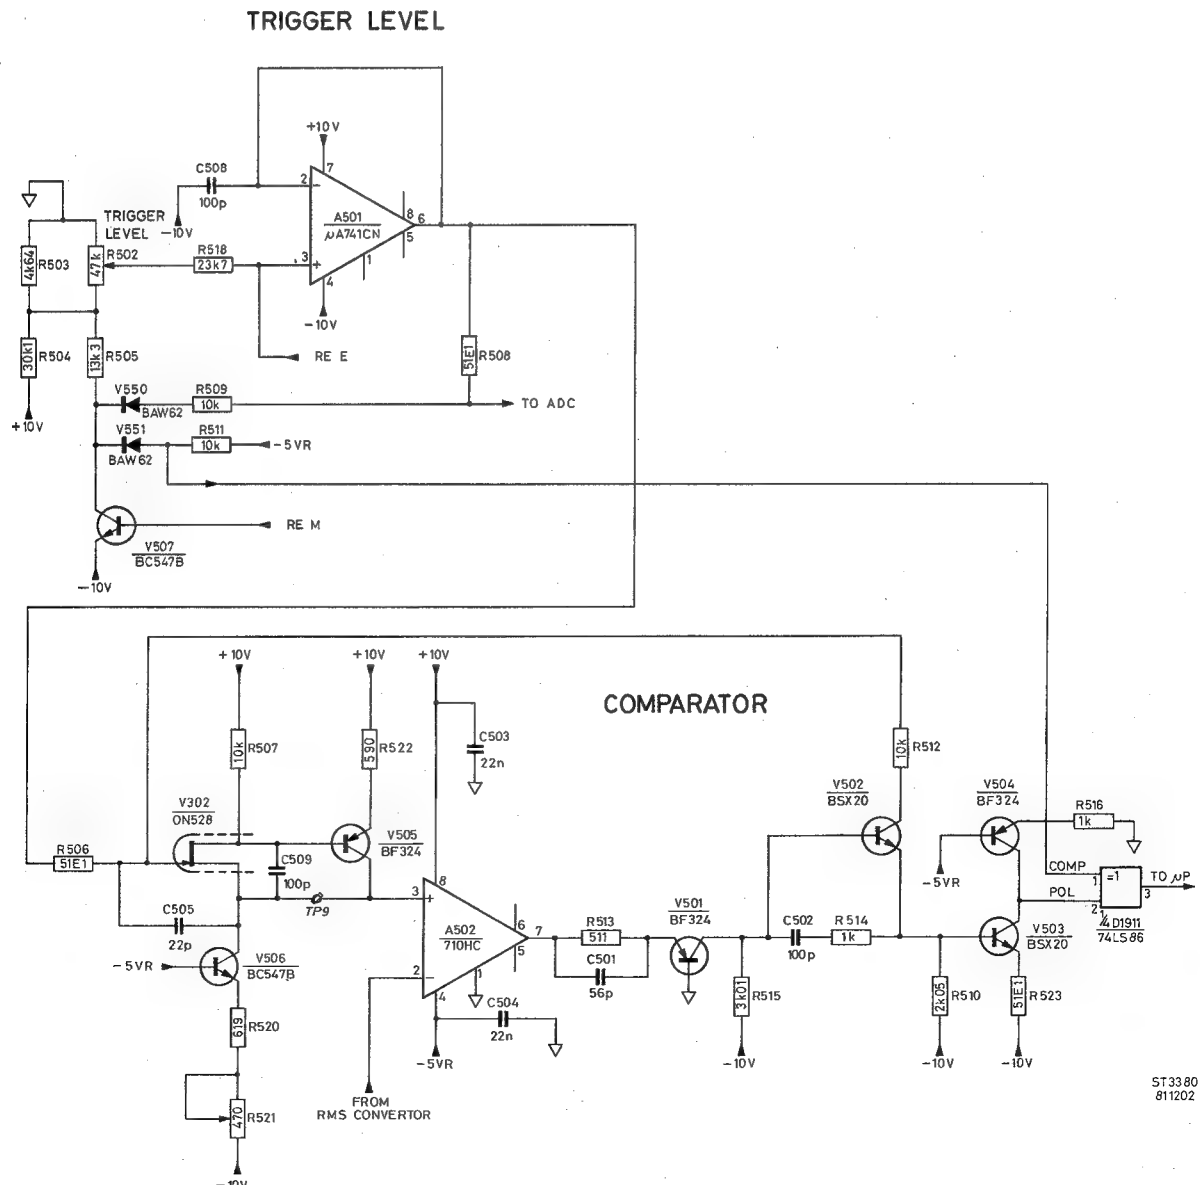 TRIGGER LEVEL
+10V
C508
100p
-10V
2
7
-
A501
µA741CN
8
6
5
3
+
1
4
-10V
TRIGGER
LEVEL
4k64
R503
47k
R502
R518
23k7
RE E
30k1
R504
13k3
R505
51E1
R508
+10V
V550
BAW62
R509
10k
TO ADC
V551
BAW62
R511
10k
-5VR
RE M
V507
BC547B
-10V
COMPARATOR
+10V
+10V
+10V
10k
R507
590
R522
C503
22n
10k
R512
V302
ON528
V505
BF324
V502
BSX20
V504
BF324
R516
1k
R506
51E1
C509
100p
TP9
-5VR
COMP
1
=1
TO µP
3
POL
2
1/4 D1911
74LS86
C505
22p
3
+
8
A502
710HC
6
7
5
2
-
1
4
R513
511
C501
56p
V501
BF324
C502
100p
R514
1k
V503
BSX20
-5VR
V506
BC547B
619
R520
C504
22n
-5VR
3k01
R515
-10V
2k05
R510
-10V
51E1
R523
-10V
470
R521
-10V
FROM
RMS CONVERTOR
ST3380
811202